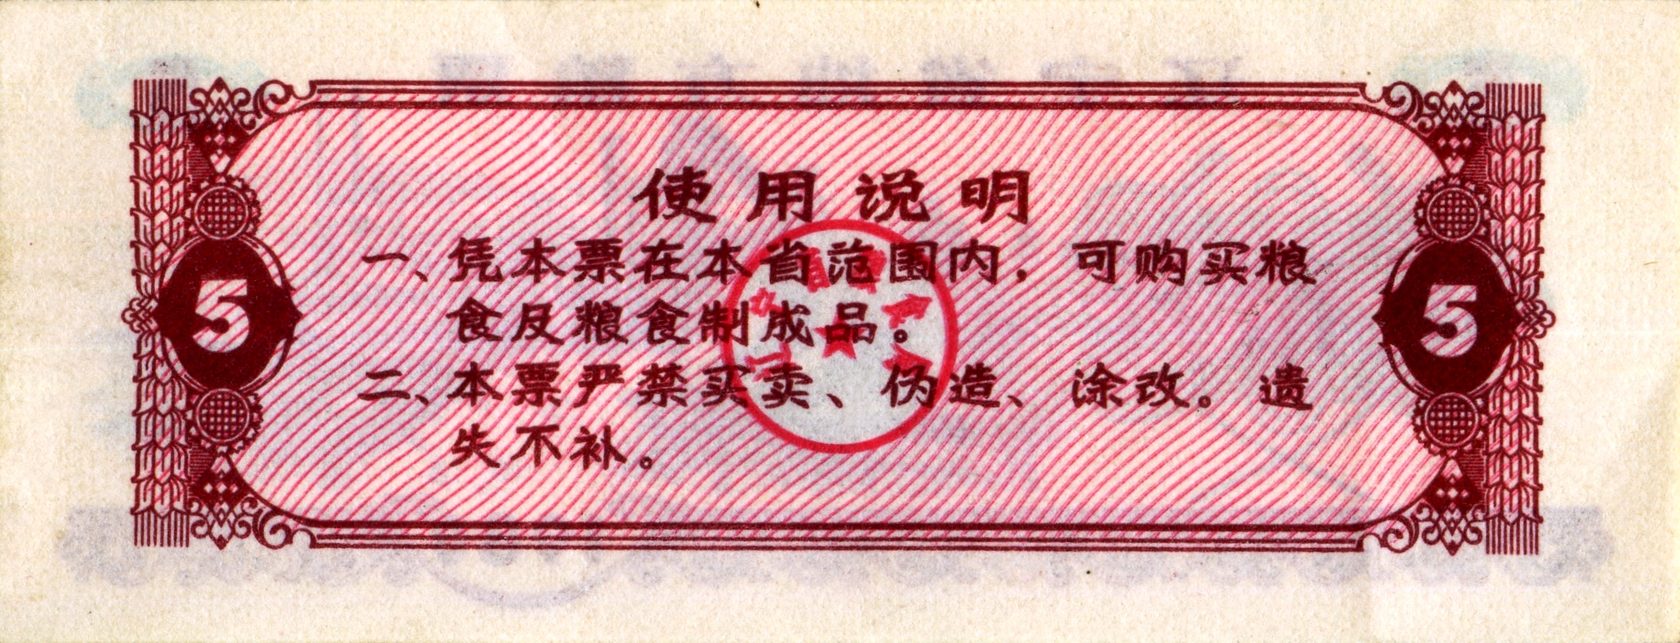 使用说明
一、凭本票在本省范围内，可购买粮
食及粮食制成品。
二、本票严禁买卖、伪造、涂改。遗
失不补。
5
5